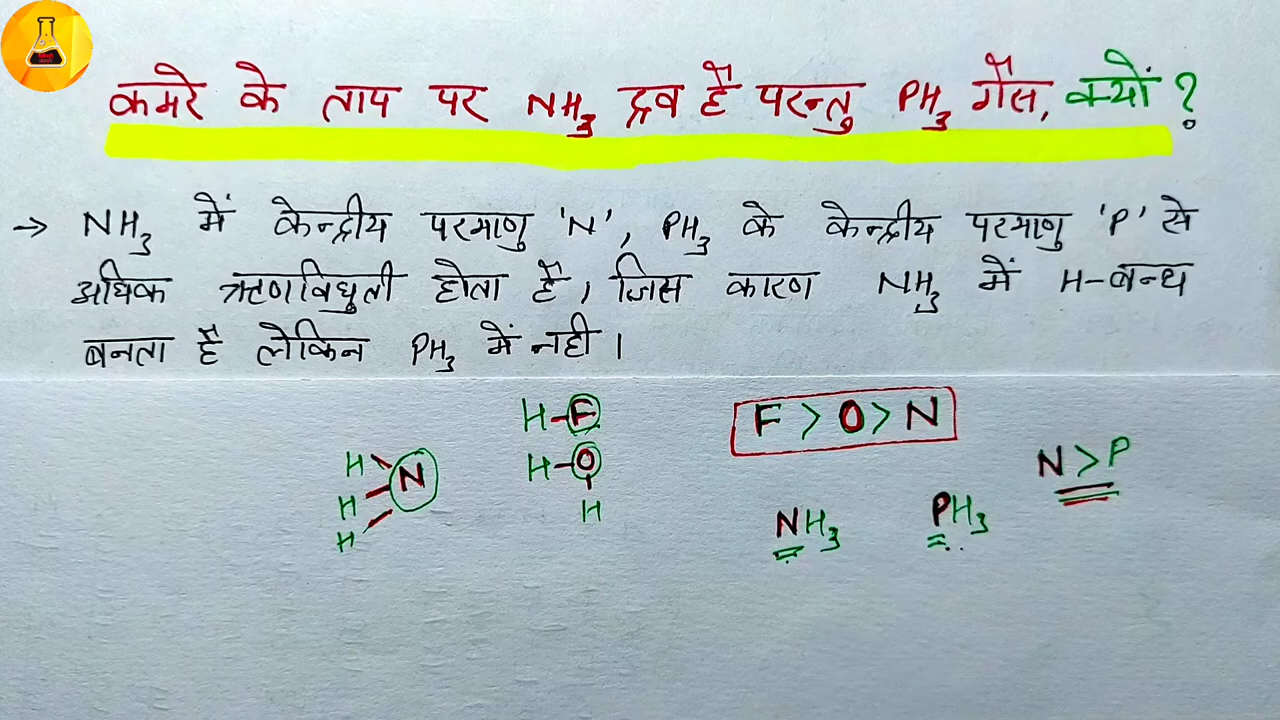 कमरे के ताप पर NH3 द्रव है परन्तु PH3 गैस, क्यों ?
→ NH3 में केन्द्रीय परमाणु 'N', PH3 के केन्द्रीय परमाणु 'P' से
अधिक ऋणविधुती होता है, जिस कारण NH3 में H-बन्ध
बनता है लेकिन PH3 में नही ।
H-F
F > O > N
H-O
H
H
H
H
N
N > P
NH3
PH3